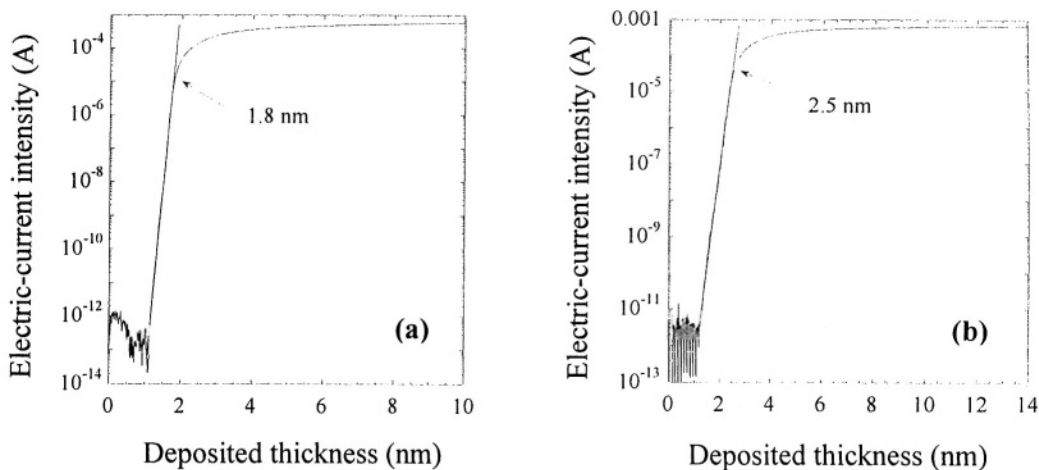 Electric-current intensity (A)
10⁻⁴
10⁻⁶
10⁻⁸
10⁻¹⁰
10⁻¹²
10⁻¹⁴
1.8 nm
(a)
0 2 4 6 8 10
Deposited thickness (nm)
Electric-current intensity (A)
0.001
10⁻⁵
10⁻⁷
10⁻⁹
10⁻¹¹
10⁻¹³
2.5 nm
(b)
0 2 4 6 8 10 12 14
Deposited thickness (nm)